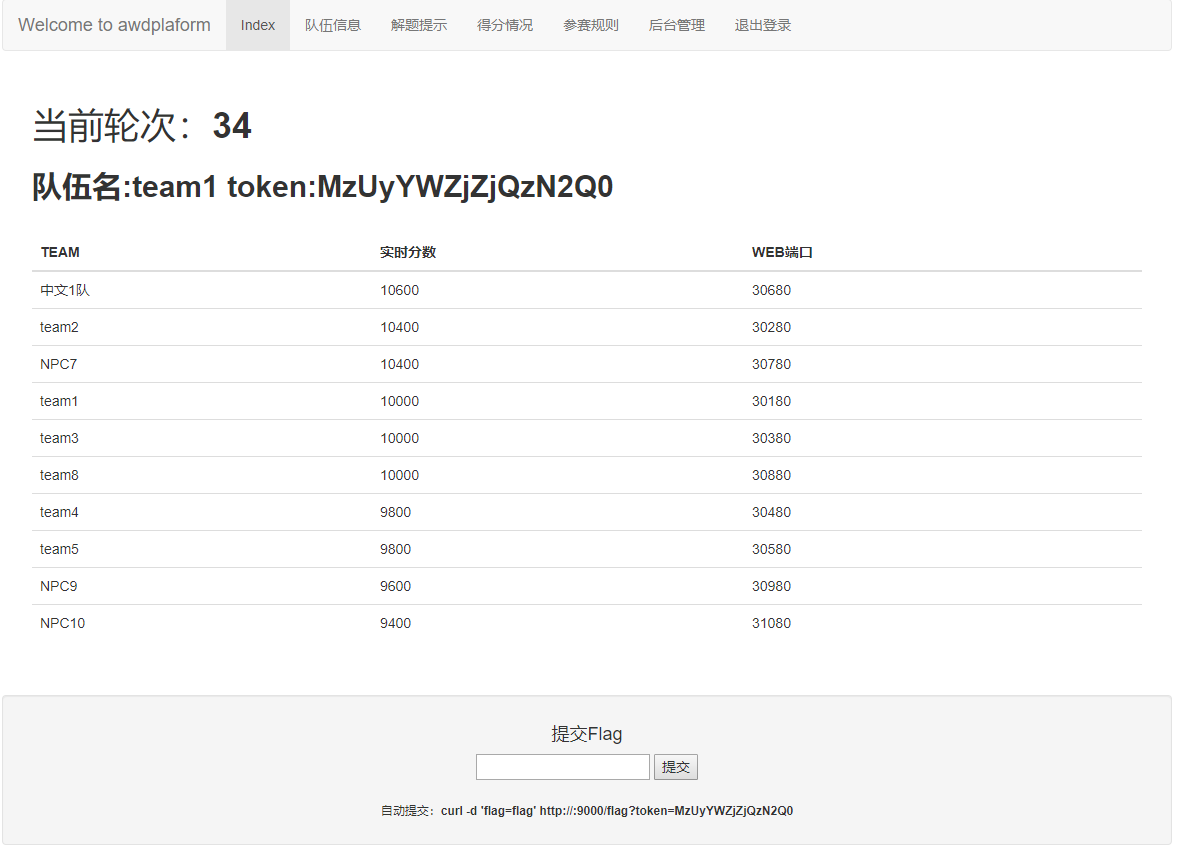 Welcome to awdplaform Index 队伍信息 解题提示 得分情况 参赛规则 后台管理 退出登录
当前轮次：34
队伍名:team1 token:MzUyYWZjZjQzN2Q0
TEAM 实时分数 WEB端口
中文1队 10600 30680
team2 10400 30280
NPC7 10400 30780
team1 10000 30180
team3 10000 30380
team8 10000 30880
team4 9800 30480
team5 9800 30580
NPC9 9600 30980
NPC10 9400 31080
提交Flag
提交
自动提交：curl -d 'flag=flag' http://:9000/flag?token=MzUyYWZjZjQzN2Q0